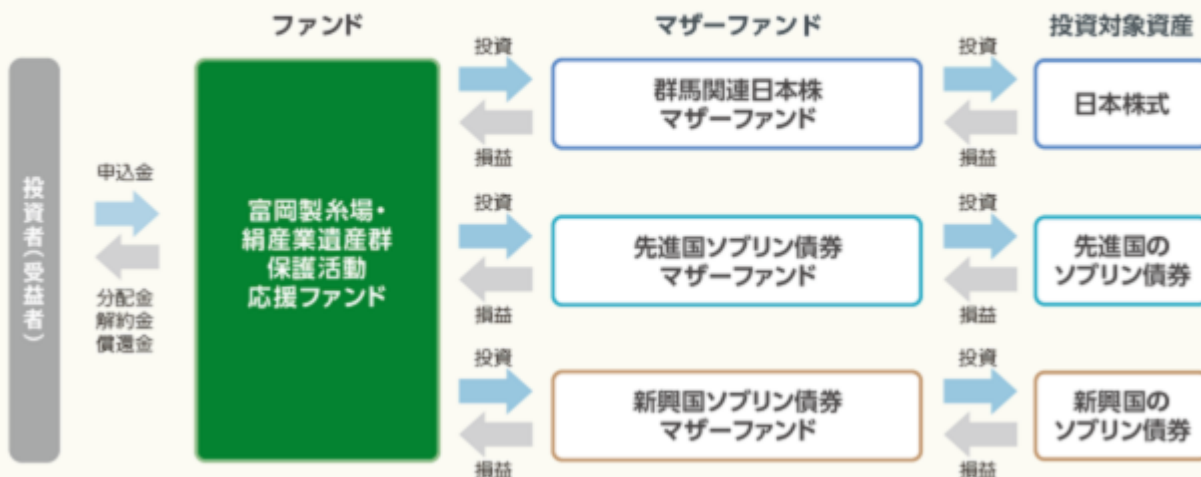 ファンド
マザーファンド
投資対象資産
投資者(受益者)
申込金
分配金
解約金
償還金
富岡製糸場・
絹産業遺産群
保護活動
応援ファンド
投資
損益
群馬関連日本株
マザーファンド
投資
損益
日本株式
投資
損益
先進国ソブリン債券
マザーファンド
投資
損益
先進国の
ソブリン債券
投資
損益
新興国ソブリン債券
マザーファンド
投資
損益
新興国の
ソブリン債券